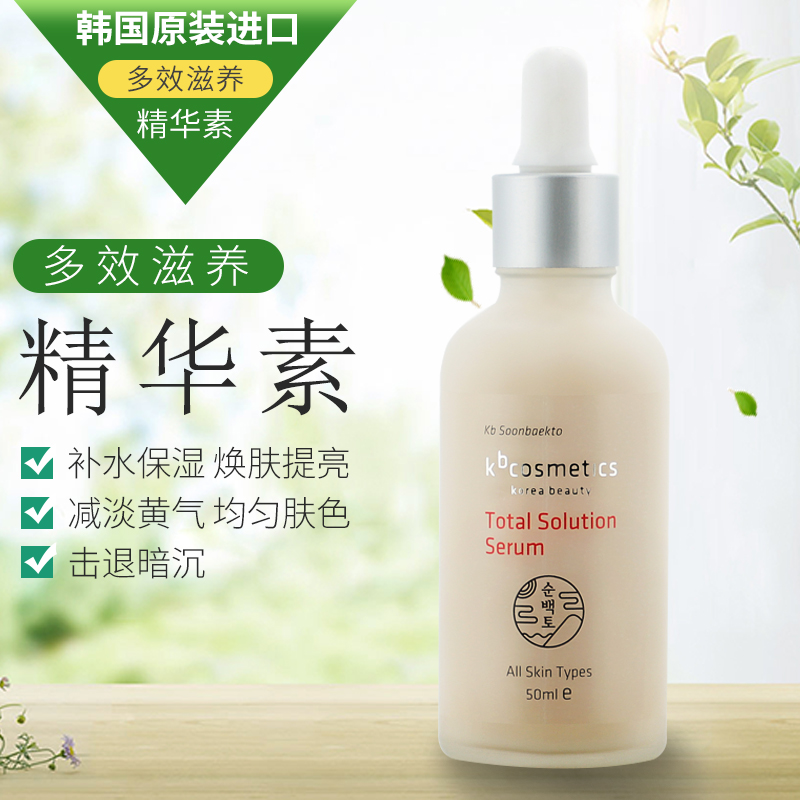 韩国原装进口
多效滋养
精华素
多效滋养
精华素
补水保湿 焕肤提亮
减淡黄气 均匀肤色
击退暗沉
Kb Soonbaekto
kbcosmetics
korea beauty
Total Solution
Serum
순백토
All Skin Types
50ml e